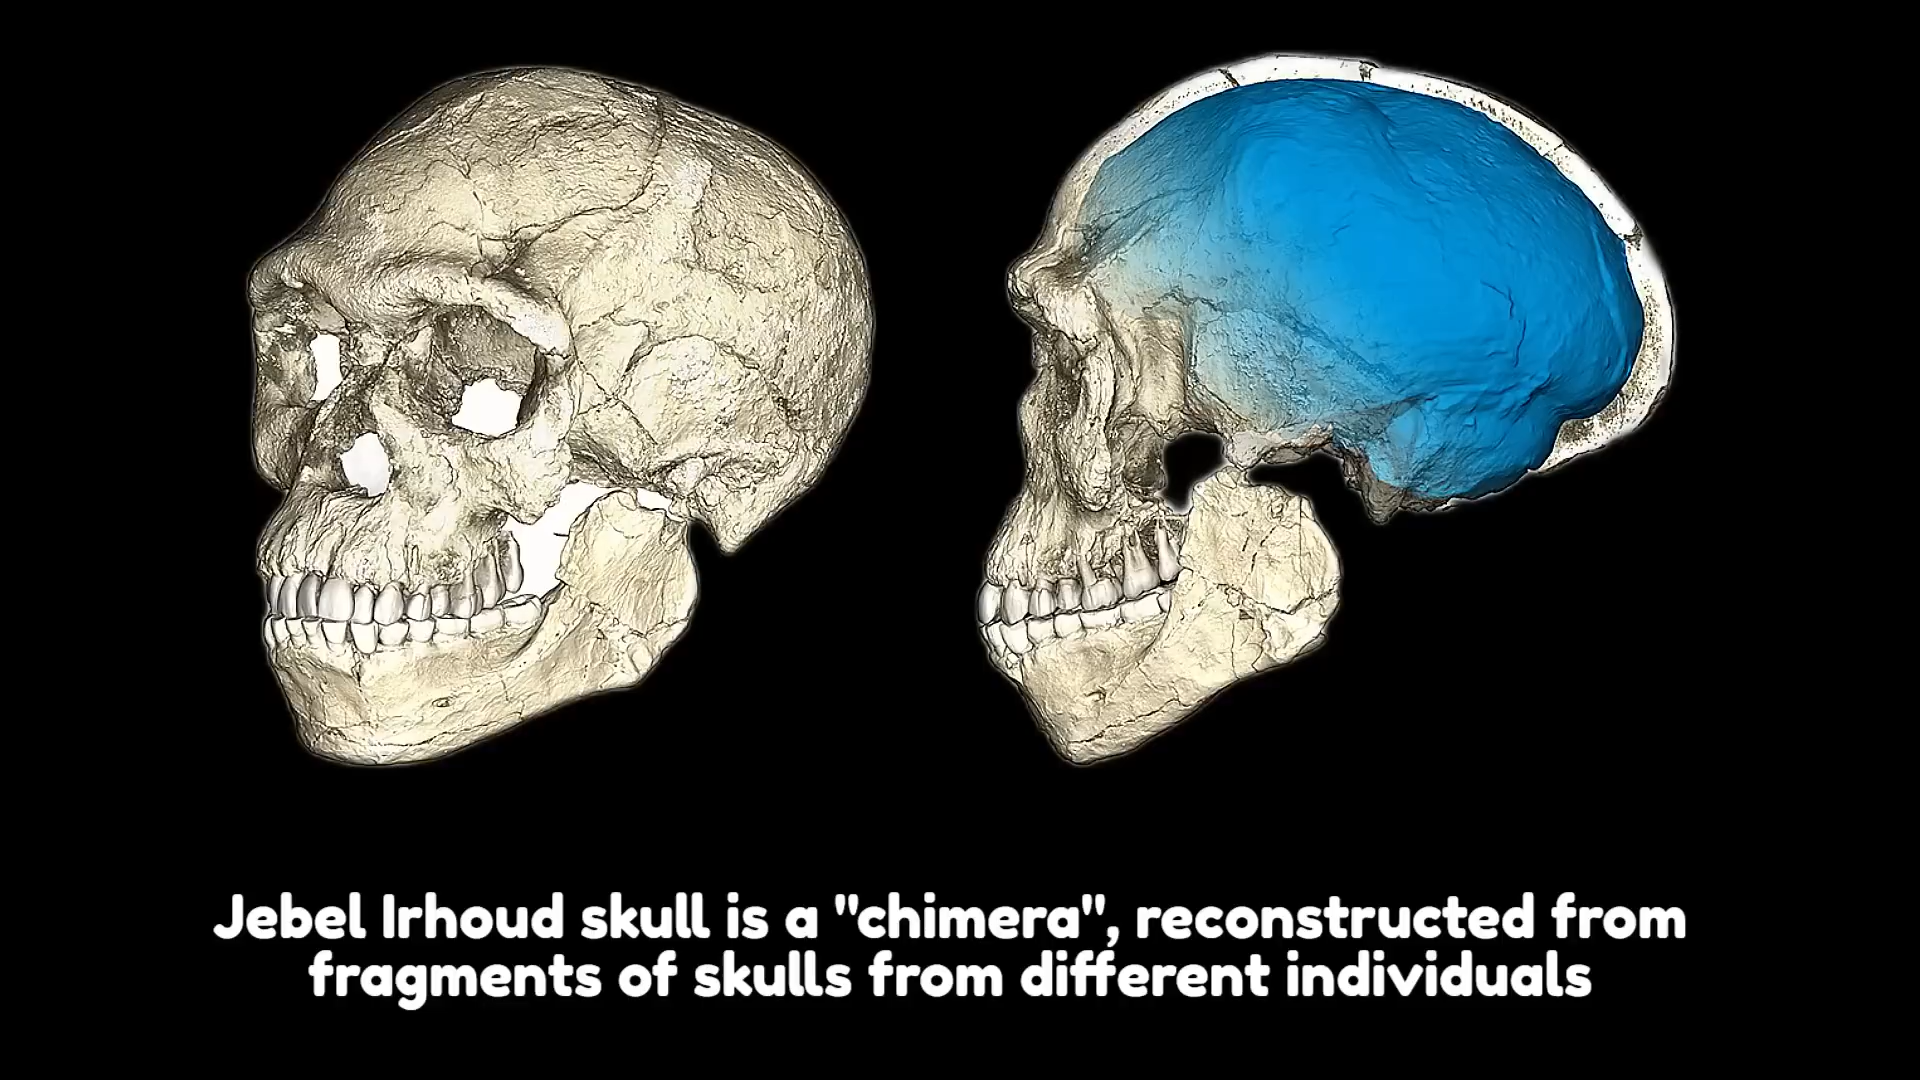 Jebel Irhoud skull is a "chimera", reconstructed from
fragments of skulls from different individuals